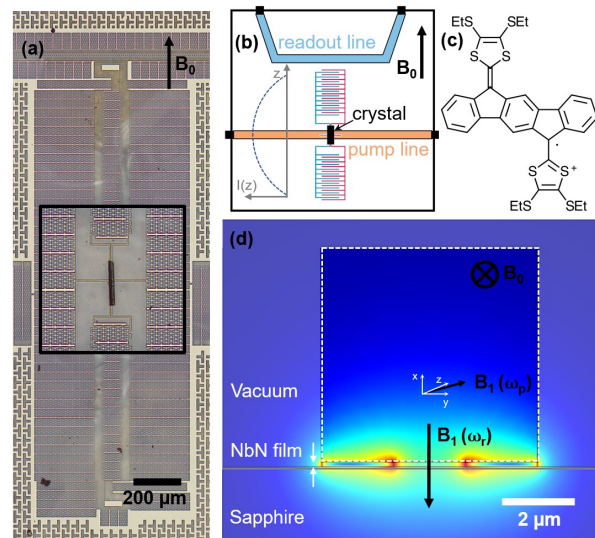 (a)
B₀
200 µm
(b)
readout line
z
B₀
crystal
pump line
I(z)
(c)
EtS SEt
S S
S S⁺
EtS SEt
(d)
B₀
x z
y
B₁ (ωₚ)
Vacuum
B₁ (ωᵣ)
NbN film
Sapphire
2 µm